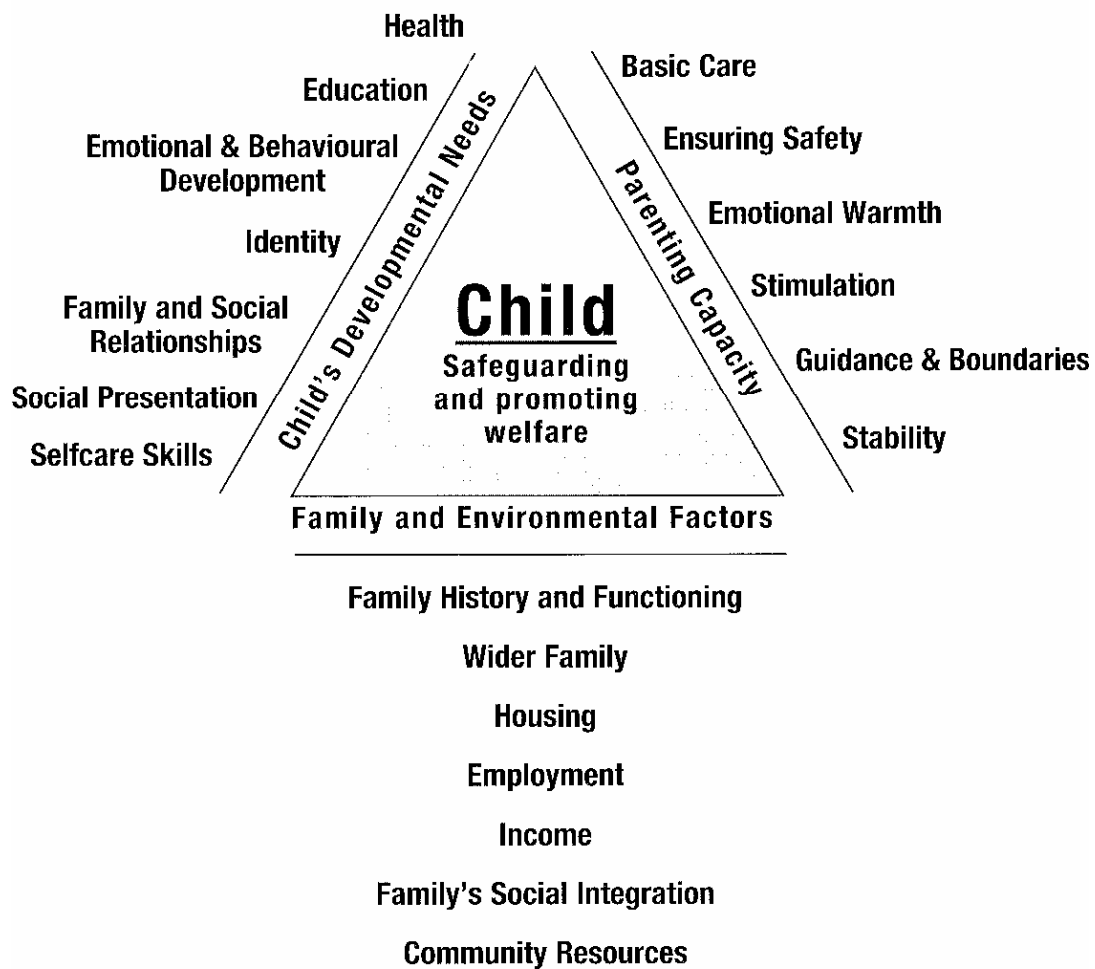 Health
Education
Emotional & Behavioural
Development
Identity
Family and Social
Relationships
Social Presentation
Selfcare Skills
Child's Developmental Needs
Basic Care
Ensuring Safety
Emotional Warmth
Stimulation
Guidance & Boundaries
Stability
Parenting Capacity
Child
Safeguarding
and promoting
welfare
Family and Environmental Factors
Family History and Functioning
Wider Family
Housing
Employment
Income
Family's Social Integration
Community Resources